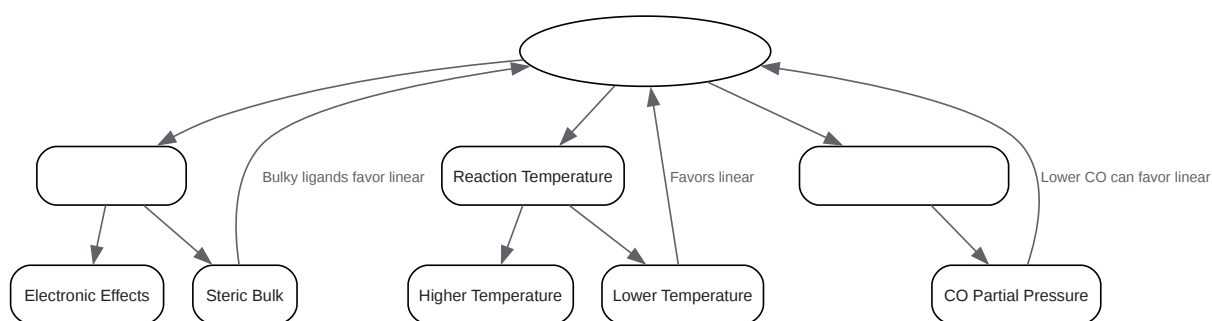 Bulky ligands favor linear
Reaction Temperature
Favors linear
Lower CO can favor linear
Electronic Effects
Steric Bulk
Higher Temperature
Lower Temperature
CO Partial Pressure